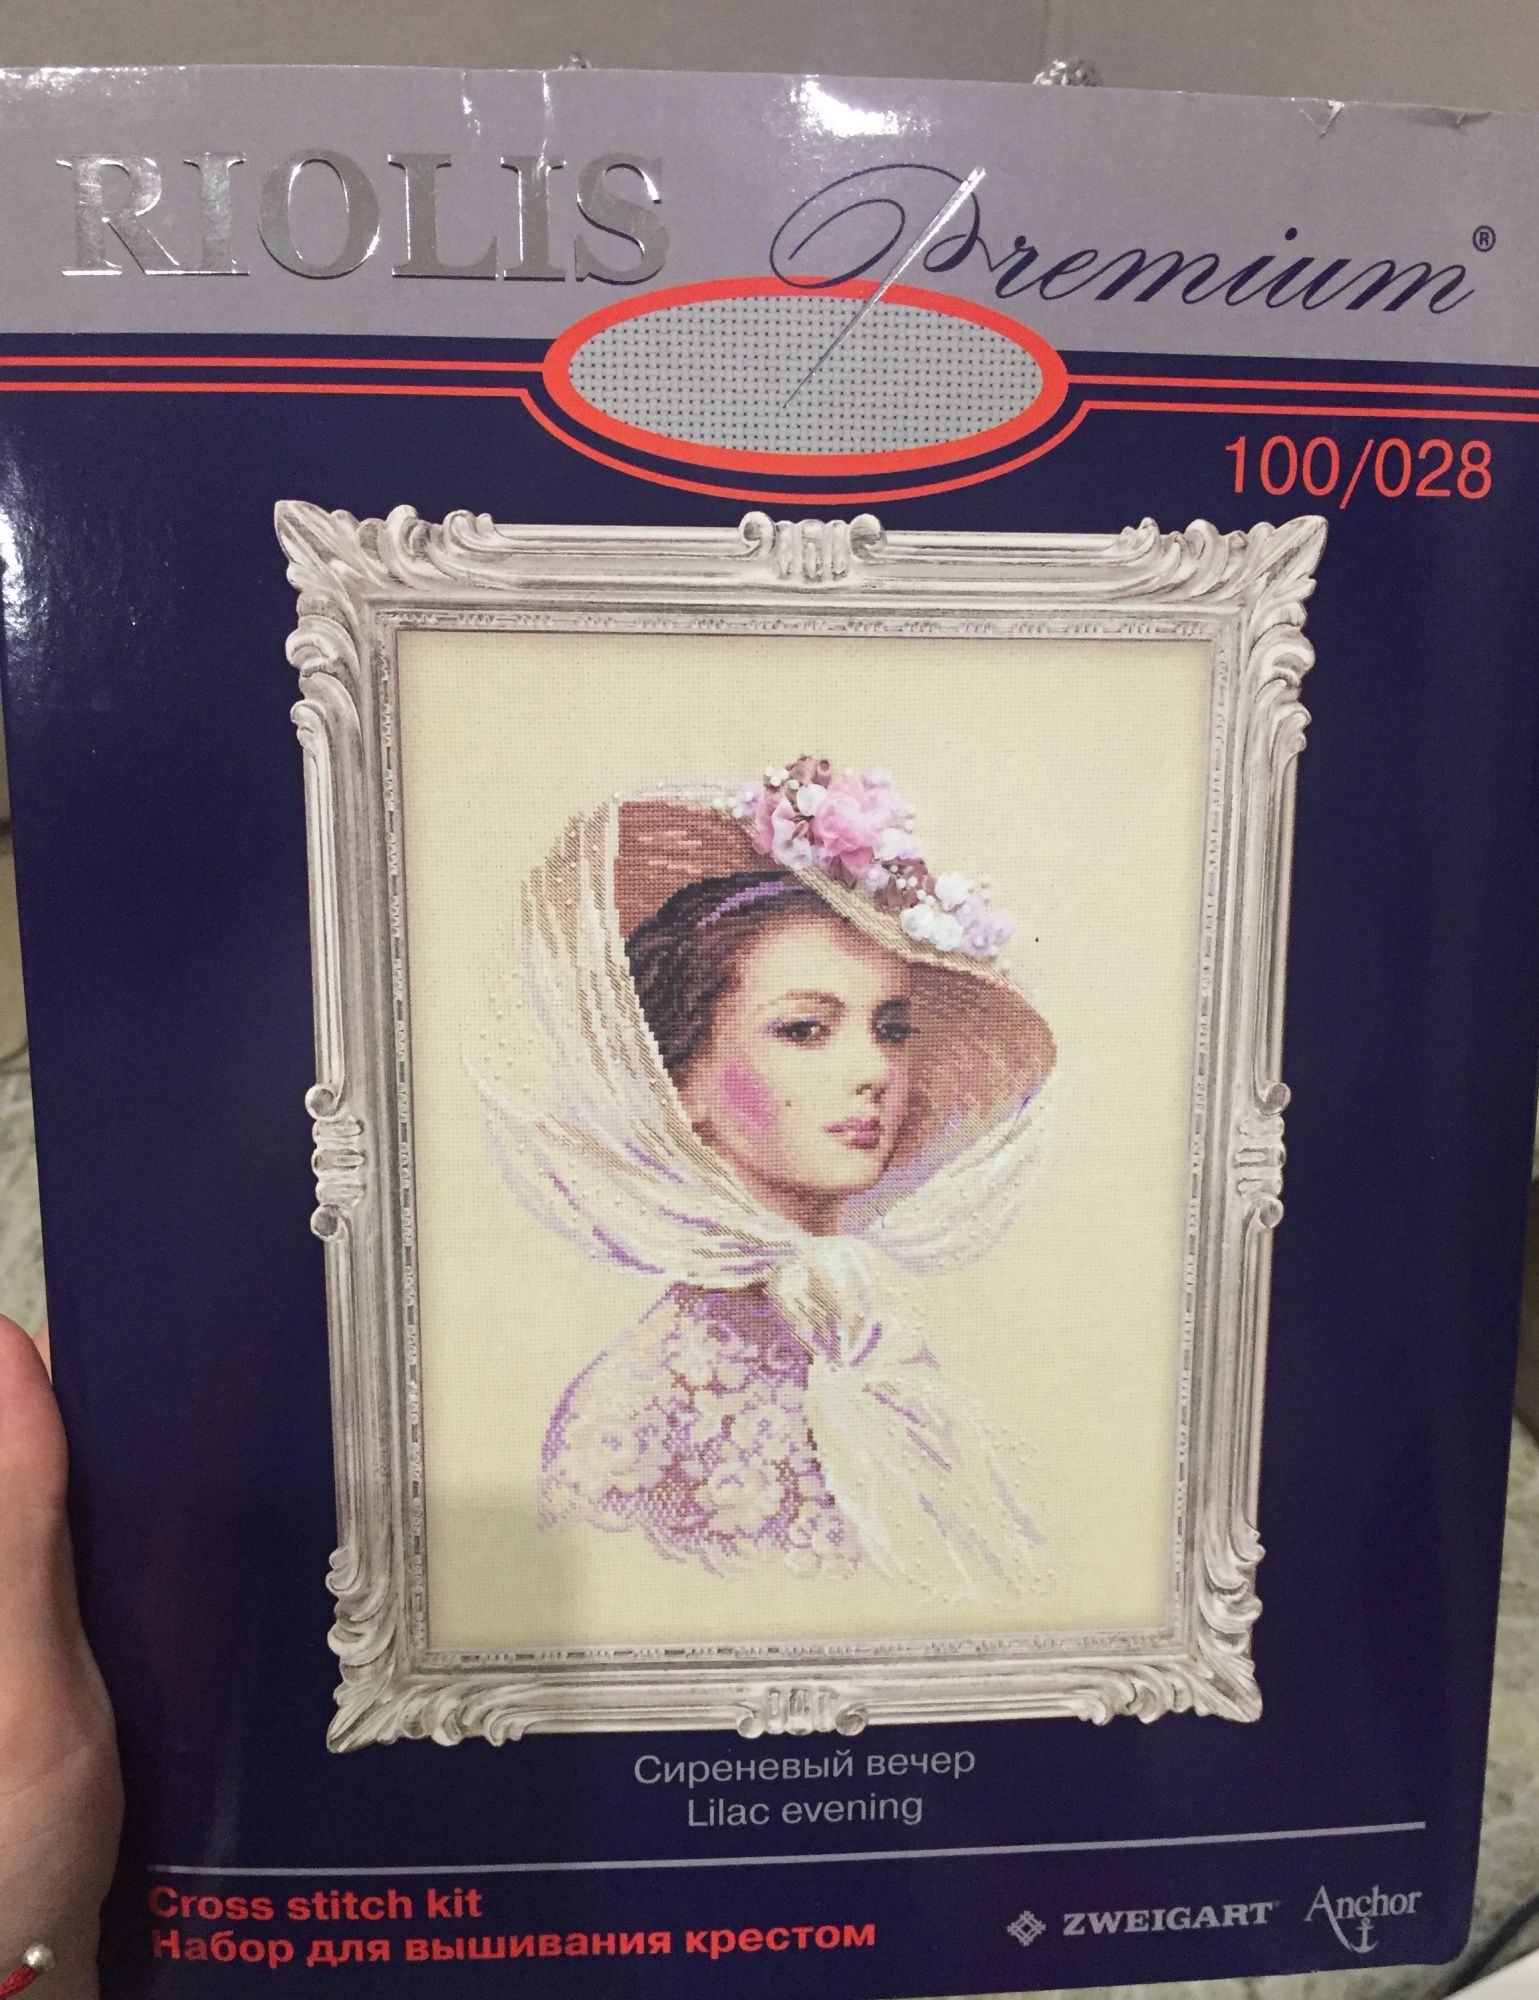 RIOLIS Premium®
100/028
Сиреневый вечер
Lilac evening
Cross stitch kit
Набор для вышивания крестом
ZWEIGART® Anchor